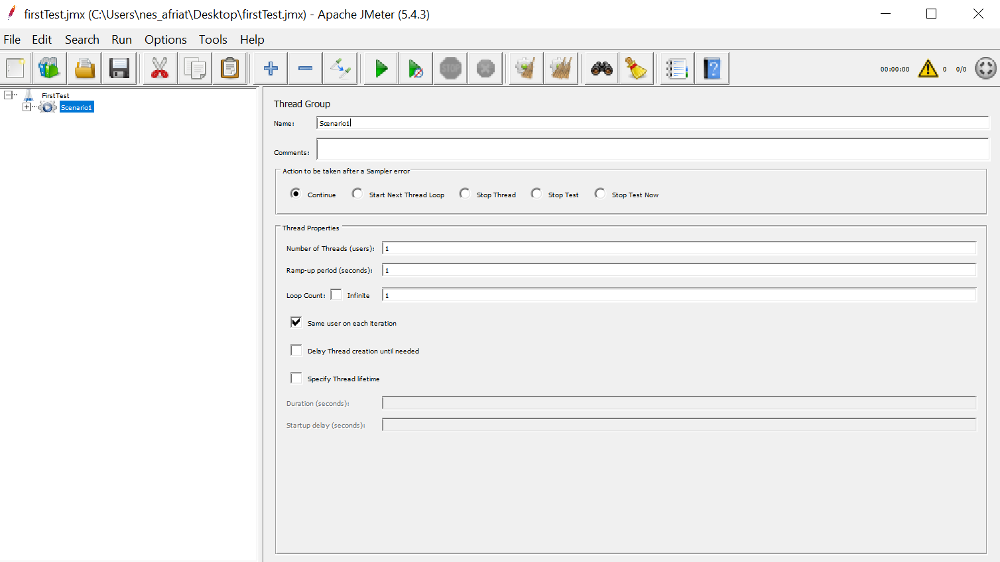 firstTest.jmx (C:\Users\nes_afriat\Desktop\firstTest.jmx) - Apache JMeter (5.4.3)
File Edit Search Run Options Tools Help
STOP
?
00:00:00 0 0/0
FirstTest
Scenario1
Thread Group
Name: Scenario1
Comments:
Action to be taken after a Sampler error
Continue Start Next Thread Loop Stop Thread Stop Test Stop Test Now
Thread Properties
Number of Threads (users): 1
Ramp-up period (seconds): 1
Loop Count: Infinite 1
Same user on each iteration
Delay Thread creation until needed
Specify Thread lifetime
Duration (seconds):
Startup delay (seconds):